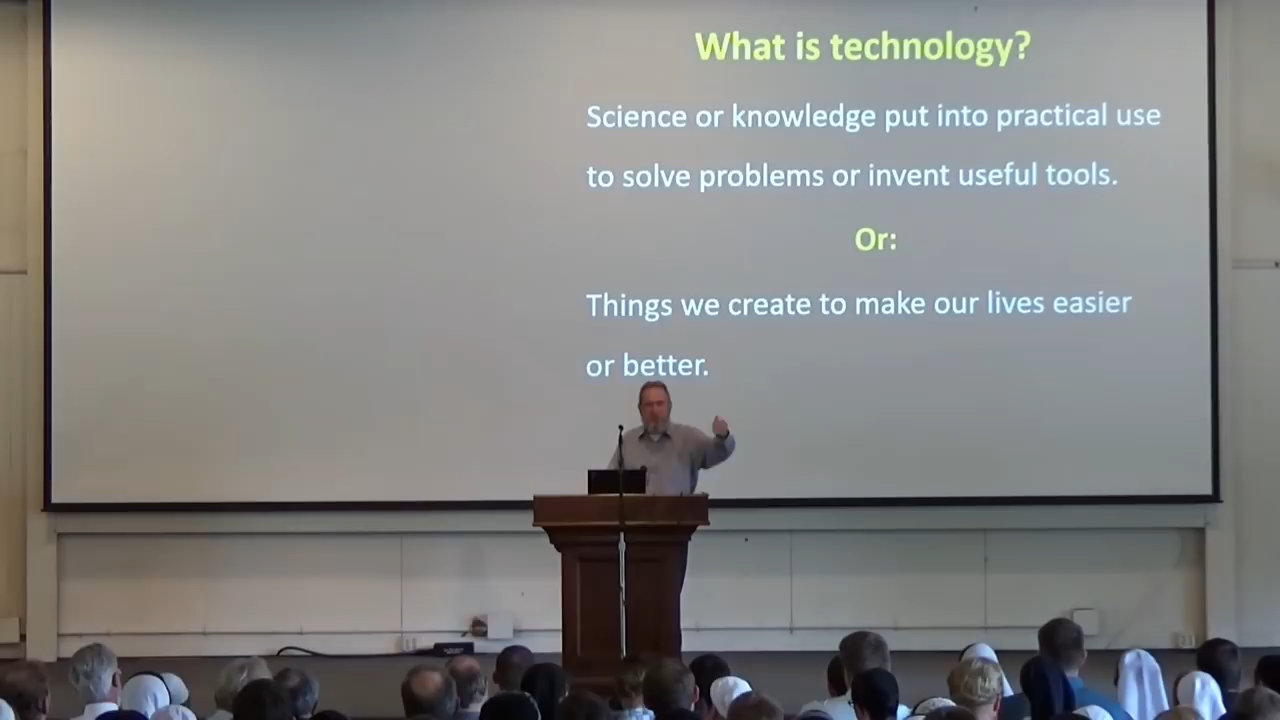 What is technology?
Science or knowledge put into practical use
to solve problems or invent useful tools.
Or:
Things we create to make our lives easier
or better.